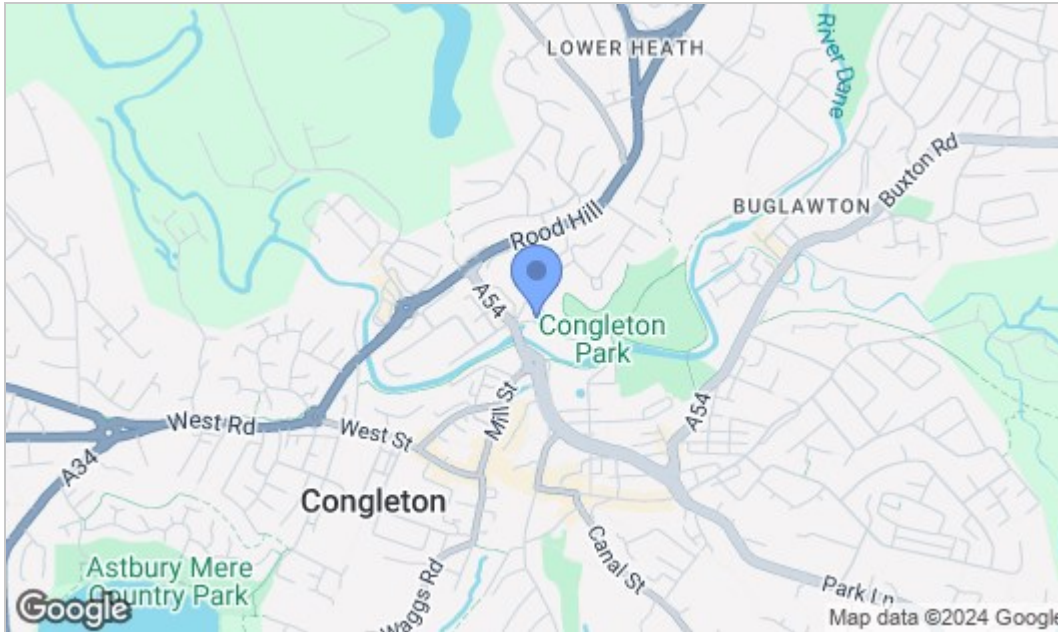 LOWER HEATH
River Dane
Buxton Rd
BUGLAWTON
Rood Hill
A54
Congleton
Park
A54
West Rd
West St
Mill St
A34
Congleton
Canal St
Astbury Mere
Country Park
Waggs Rd
Park Ln
Google
Map data ©2024 Google